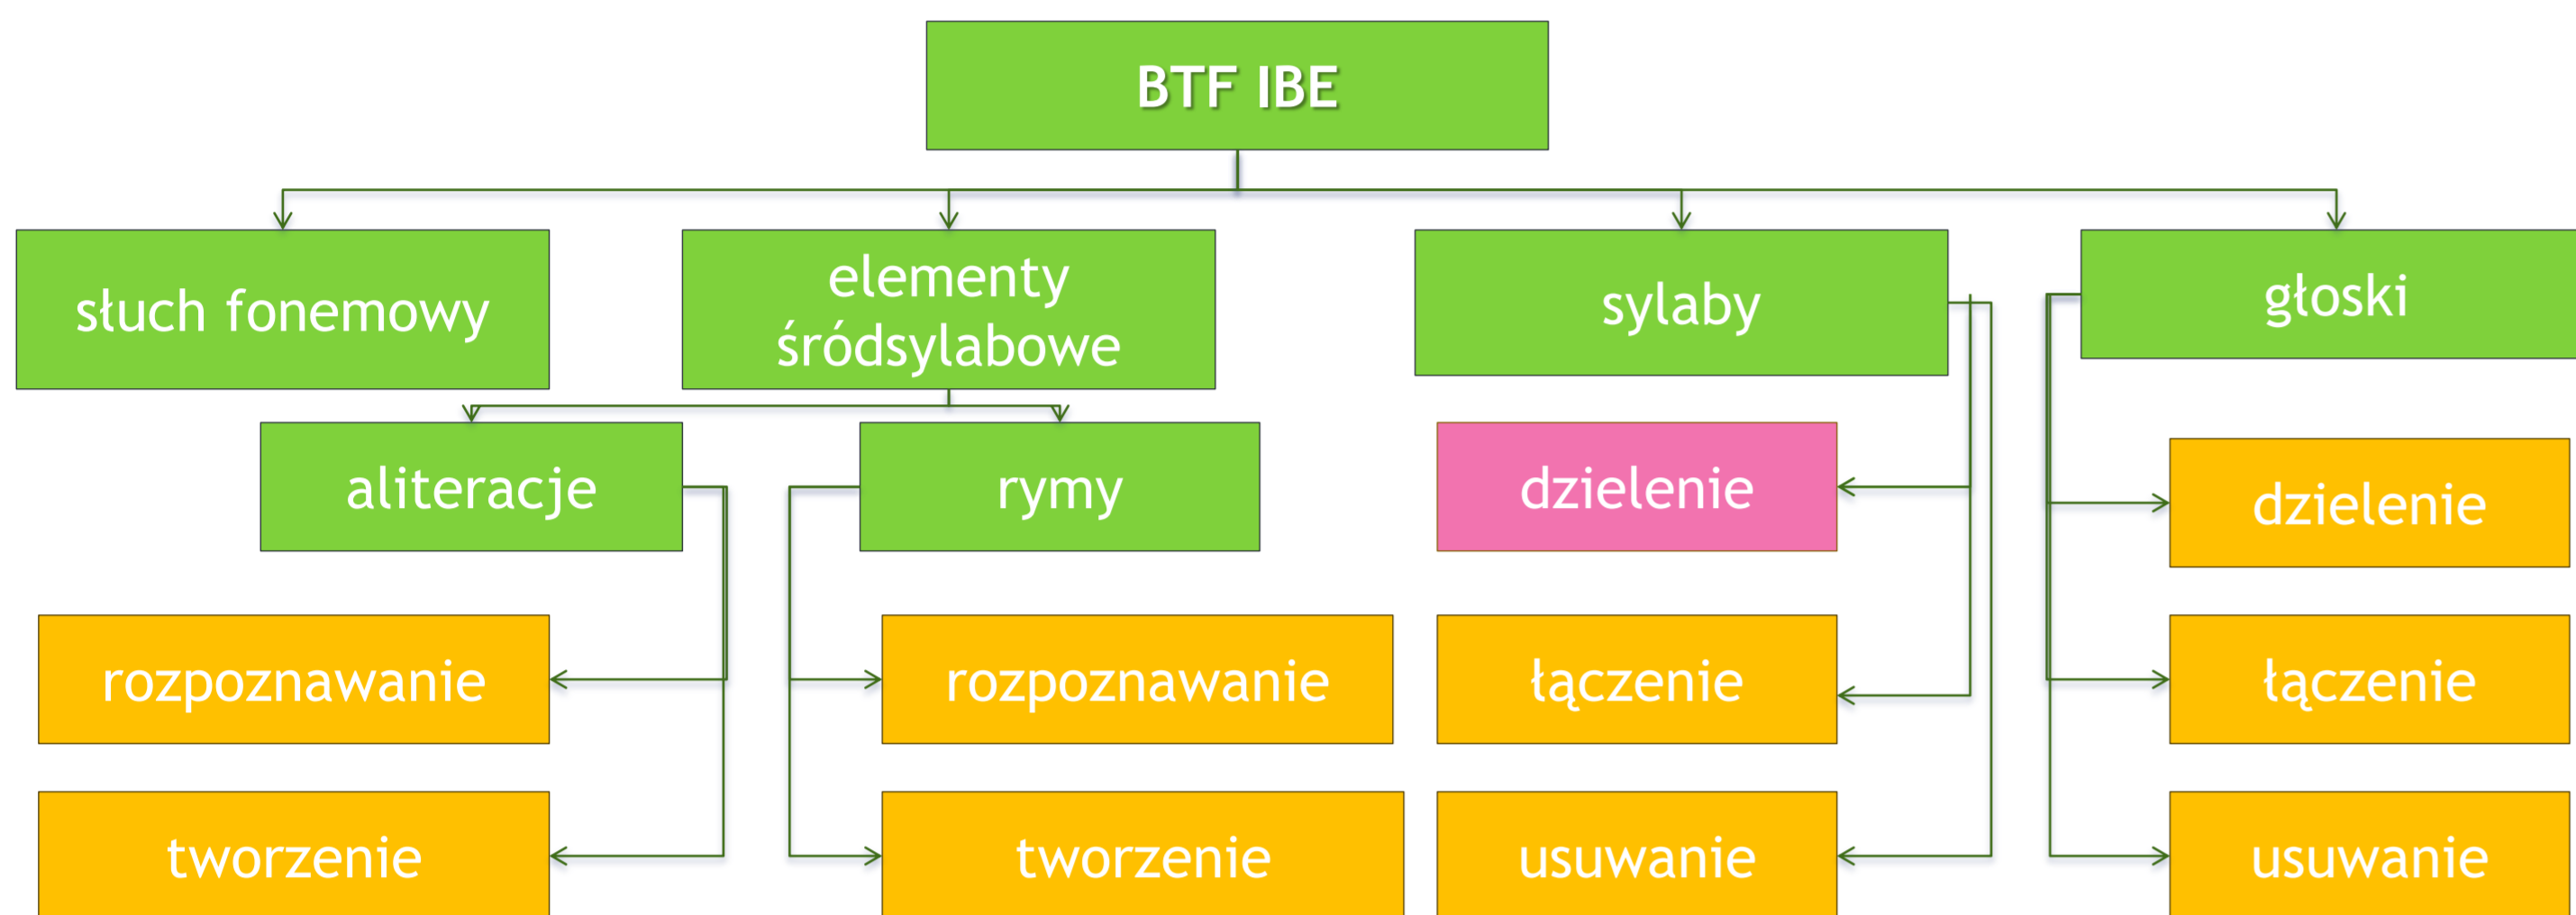 BTF IBE
słuch fonemowy
elementy
śródsylabowe
sylaby
głoski
aliteracje
rymy
dzielenie
dzielenie
rozpoznawanie
rozpoznawanie
łączenie
łączenie
tworzenie
tworzenie
usuwanie
usuwanie